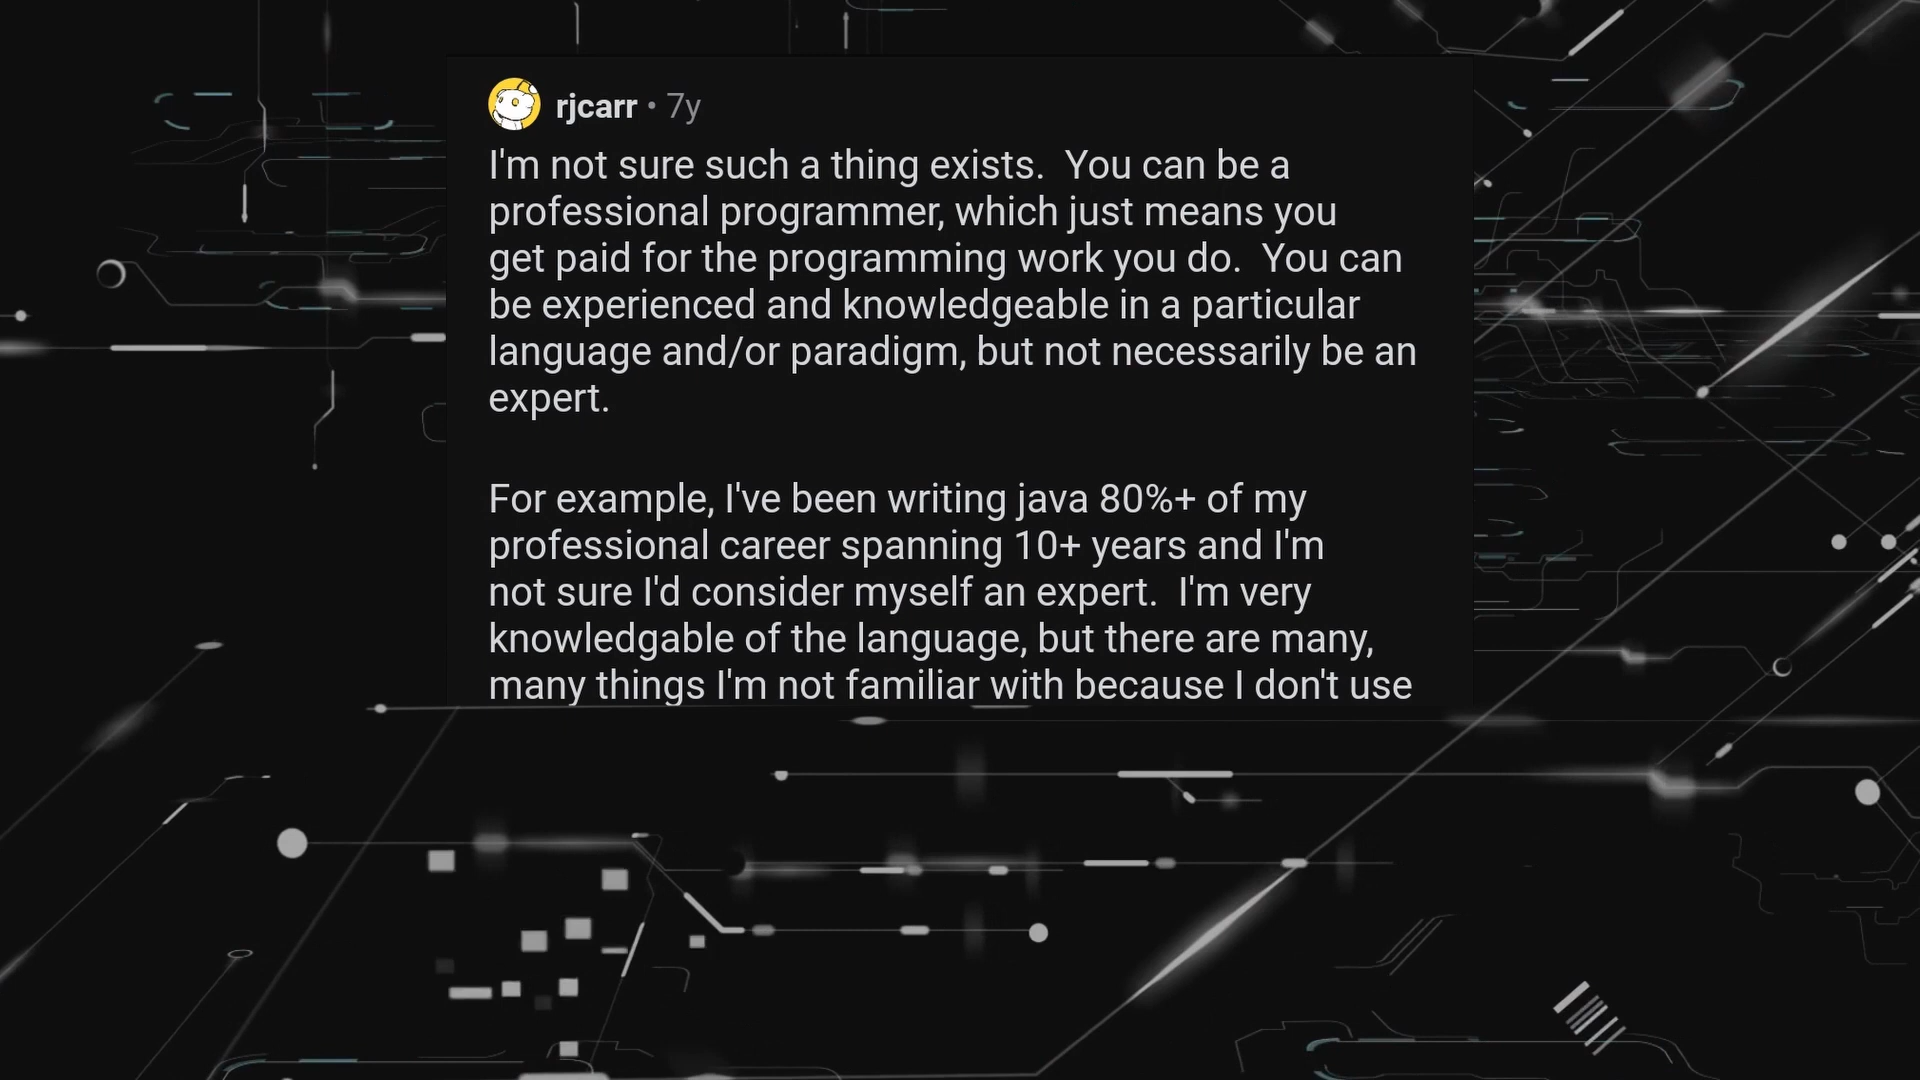 rjcarr • 7y
I'm not sure such a thing exists.  You can be a
professional programmer, which just means you
get paid for the programming work you do.  You can
be experienced and knowledgeable in a particular
language and/or paradigm, but not necessarily be an
expert.
For example, I've been writing java 80%+ of my
professional career spanning 10+ years and I'm
not sure I'd consider myself an expert.  I'm very
knowledgable of the language, but there are many,
many things I'm not familiar with because I don't use